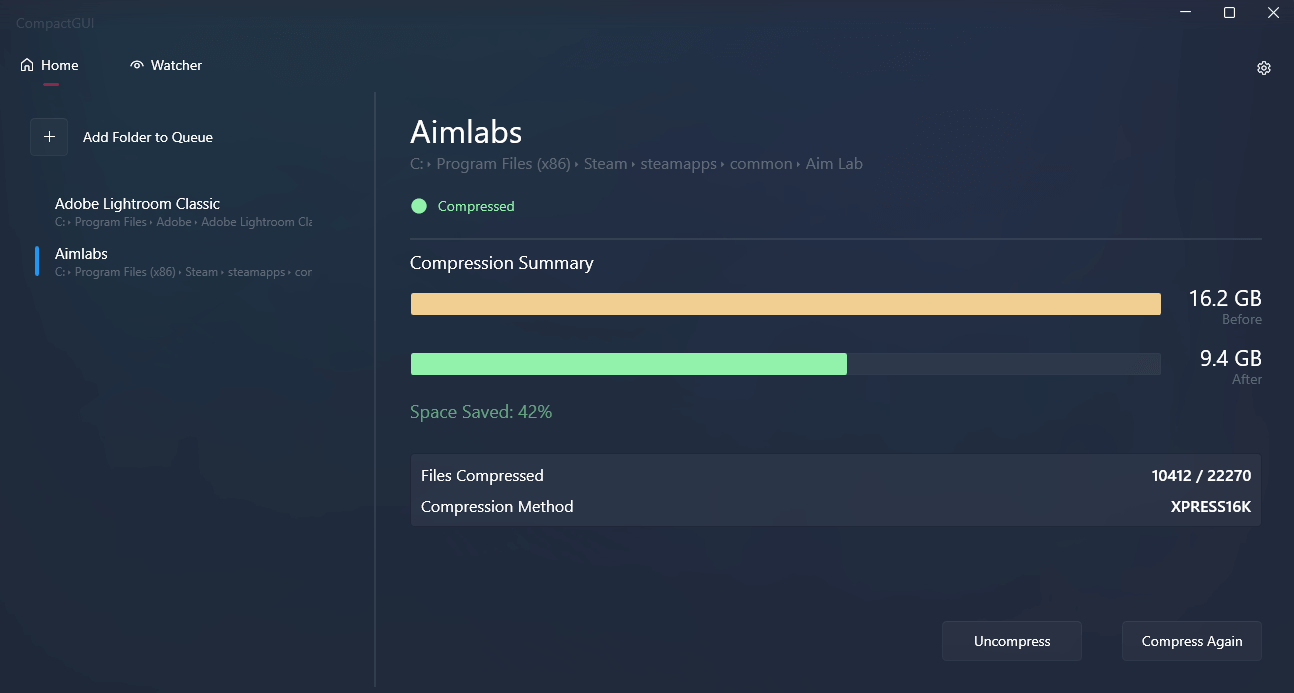 CompactGUI
Home
Watcher
Add Folder to Queue
Adobe Lightroom Classic
C: Program Files Adobe Adobe Lightroom Cla
Aimlabs
C: Program Files (x86) Steam steamapps cor
Aimlabs
C: Program Files (x86) Steam steamapps common Aim Lab
Compressed
Compression Summary
16.2 GB
Before
9.4 GB
After
Space Saved: 42%
Files Compressed 10412 / 22270
Compression Method XPRESS16K
Uncompress
Compress Again